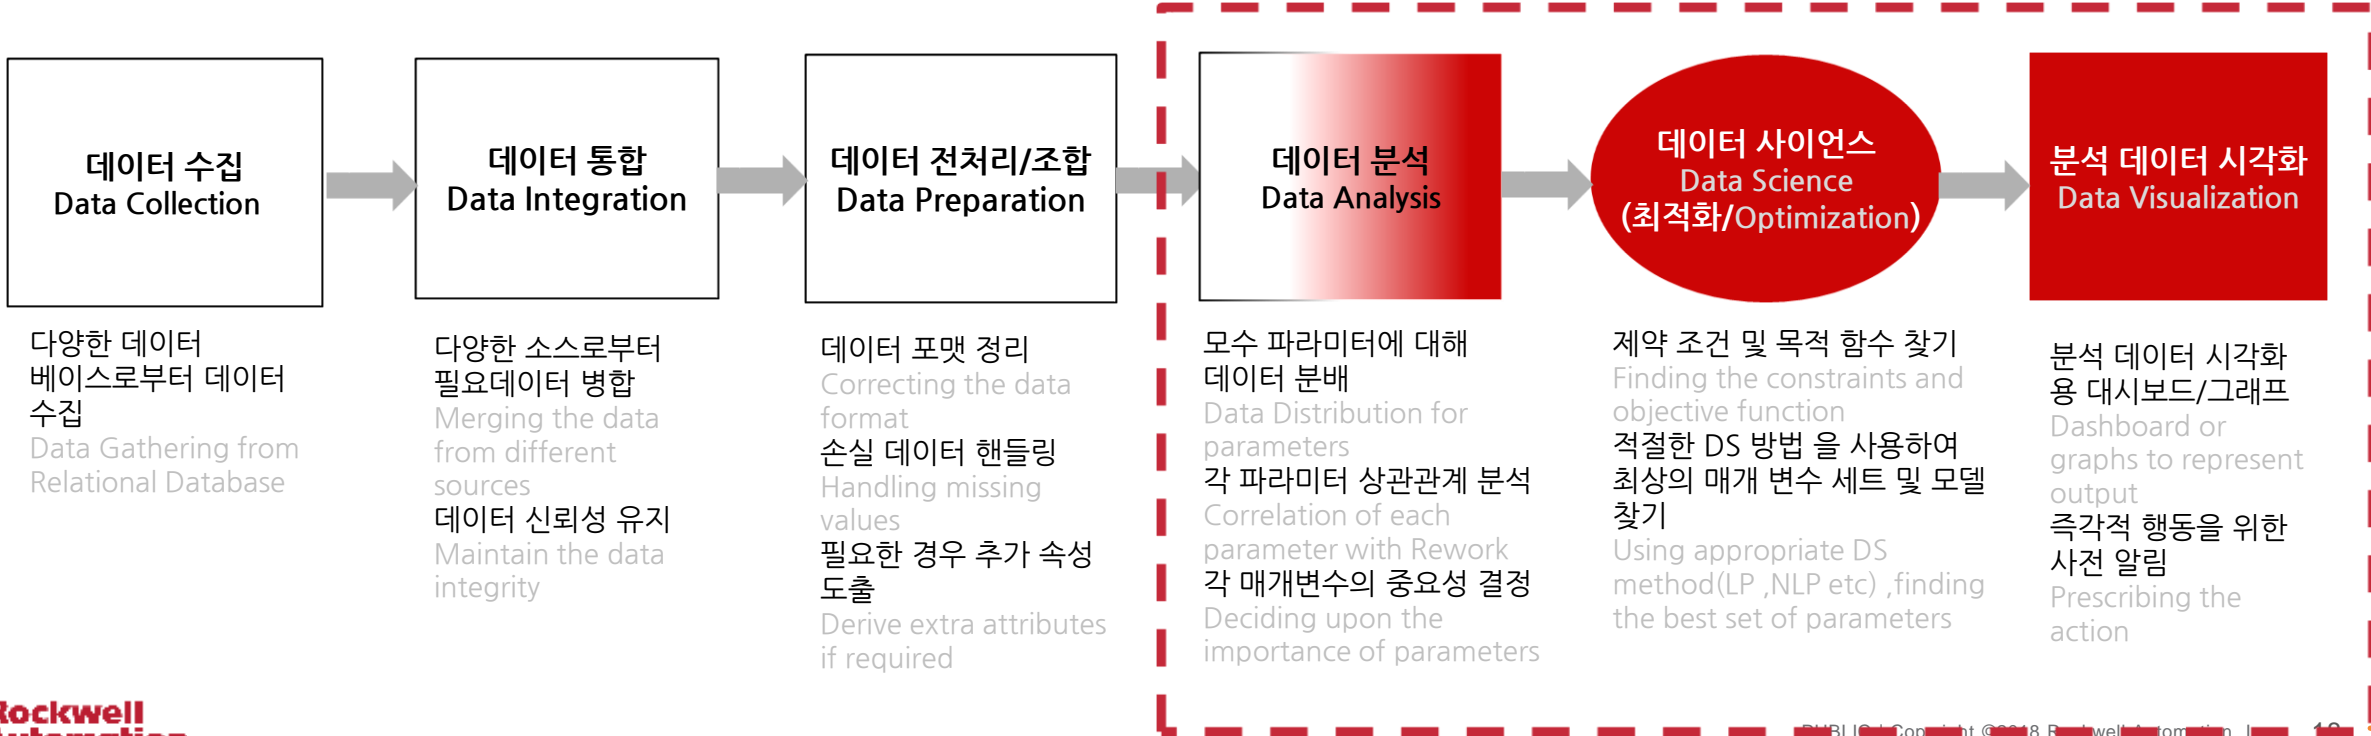 데이터 수집
Data Collection
데이터 통합
Data Integration
데이터 전처리/조합
Data Preparation
데이터 분석
Data Analysis
데이터 사이언스
Data Science
(최적화/Optimization)
분석 데이터 시각화
Data Visualization
다양한 데이터
베이스로부터 데이터
수집
Data Gathering from
Relational Database
다양한 소스로부터
필요데이터 병합
Merging the data
from different
sources
데이터 신뢰성 유지
Maintain the data
integrity
데이터 포맷 정리
Correcting the data
format
손실 데이터 핸들링
Handling missing
values
필요한 경우 추가 속성
도출
Derive extra attributes
if required
모수 파라미터에 대해
데이터 분배
Data Distribution for
parameters
각 파라미터 상관관계 분석
Correlation of each
parameter with Rework
각 매개변수의 중요성 결정
Deciding upon the
importance of parameters
제약 조건 및 목적 함수 찾기
Finding the constraints and
objective function
적절한 DS 방법 을 사용하여
최상의 매개 변수 세트 및 모델
찾기
Using appropriate DS
method(LP ,NLP etc) ,finding
the best set of parameters
분석 데이터 시각화
용 대시보드/그래프
Dashboard or
graphs to represent
output
즉각적 행동을 위한
사전 알림
Prescribing the
action
Rockwell
Automation
PUBLIC | Copyright ©2018 Rockwell Automation, I